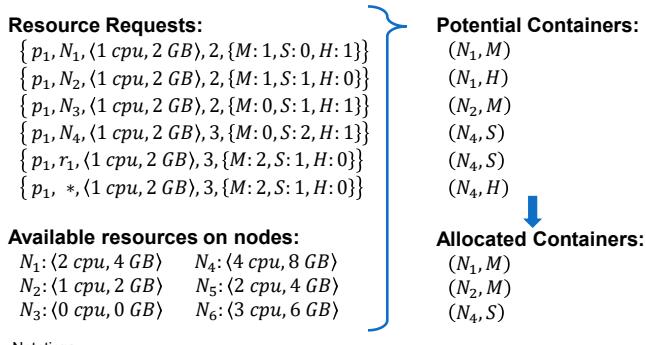 Resource Requests:
{ p₁, N₁, ⟨1 cpu, 2 GB⟩, 2, {M: 1, S: 0, H: 1}}
{ p₁, N₂, ⟨1 cpu, 2 GB⟩, 2, {M: 1, S: 1, H: 0}}
{ p₁, N₃, ⟨1 cpu, 2 GB⟩, 2, {M: 0, S: 1, H: 1}}
{ p₁, N₄, ⟨1 cpu, 2 GB⟩, 3, {M: 0, S: 2, H: 1}}
{ p₁, r₁, ⟨1 cpu, 2 GB⟩, 3, {M: 2, S: 1, H: 0}}
{ p₁, *, ⟨1 cpu, 2 GB⟩, 3, {M: 2, S: 1, H: 0}}
Available resources on nodes:
N₁: ⟨2 cpu, 4 GB⟩ N₄: ⟨4 cpu, 8 GB⟩
N₂: ⟨1 cpu, 2 GB⟩ N₅: ⟨2 cpu, 4 GB⟩
N₃: ⟨0 cpu, 0 GB⟩ N₆: ⟨3 cpu, 6 GB⟩
Potential Containers:
(N₁, M)
(N₁, H)
(N₂, M)
(N₄, S)
(N₄, S)
(N₄, H)
Allocated Containers:
(N₁, M)
(N₂, M)
(N₄, S)